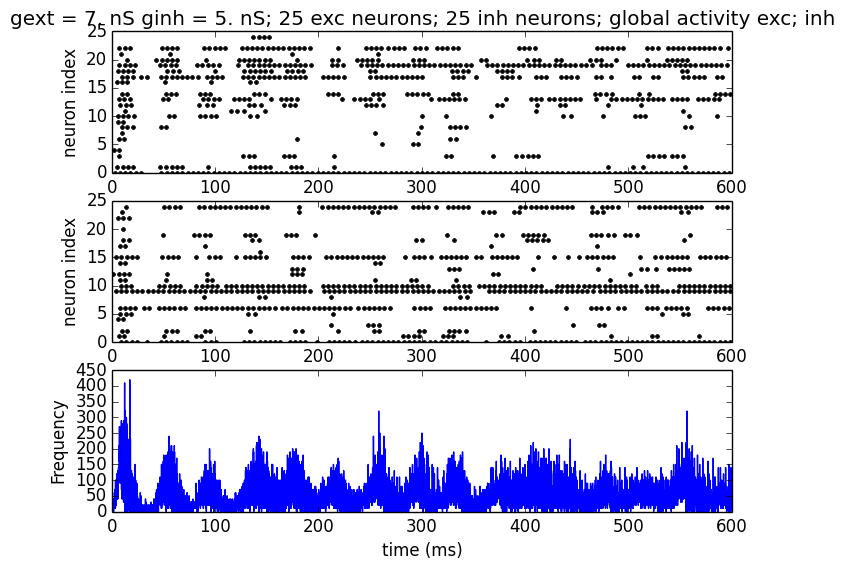 gext = 7. nS ginh = 5. nS; 25 exc neurons; 25 inh neurons; global activity exc; inh
25
20
15
10
5
0
neuron index
0 100 200 300 400 500 600
25
20
15
10
5
0
neuron index
0 100 200 300 400 500 600
450
400
350
300
250
200
150
100
50
0
Frequency
0 100 200 300 400 500 600
time (ms)